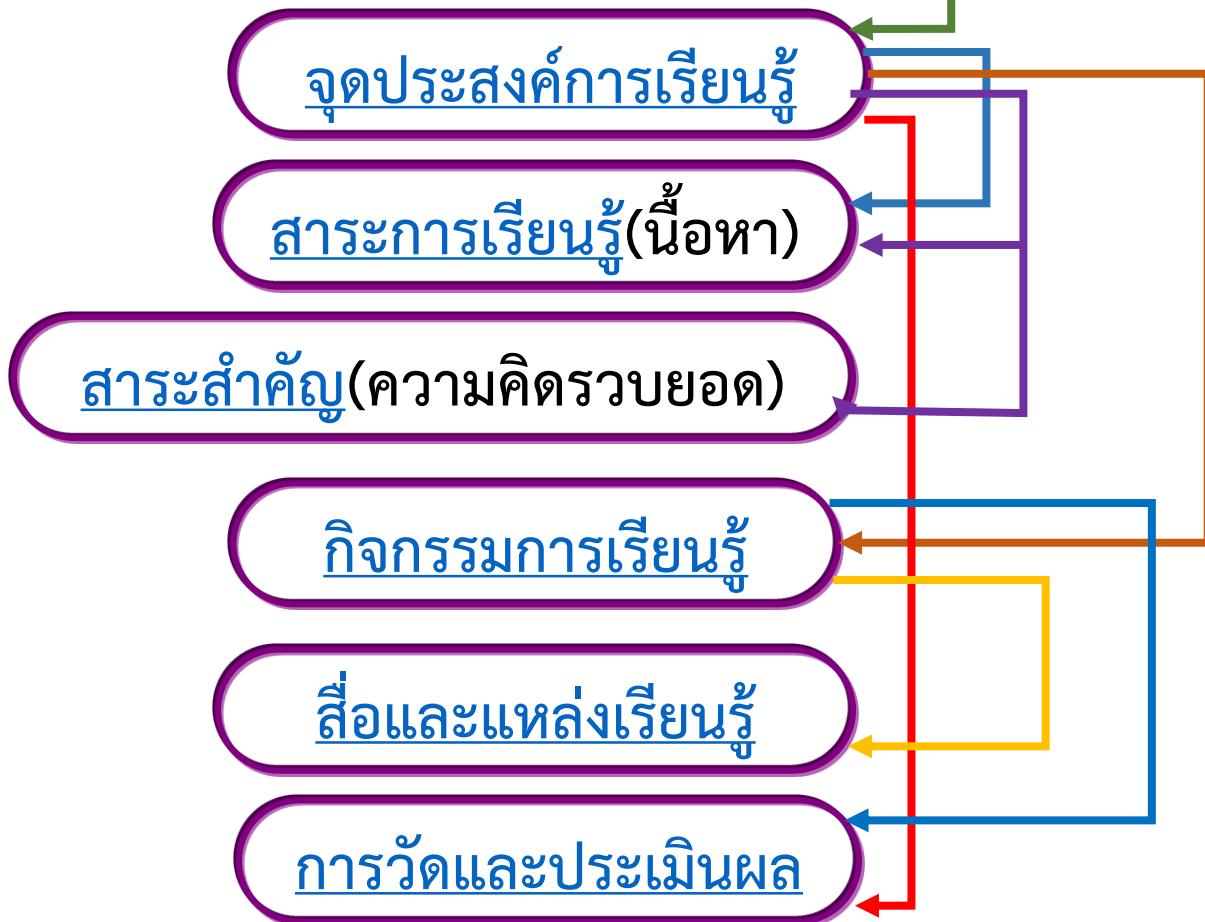 จุดประสงค์การเรียนรู้
สาระการเรียนรู้(นื้อหา)
สาระสำคัญ(ความคิดรวบยอด)
กิจกรรมการเรียนรู้
สื่อและแหล่งเรียนรู้
การวัดและประเมินผล